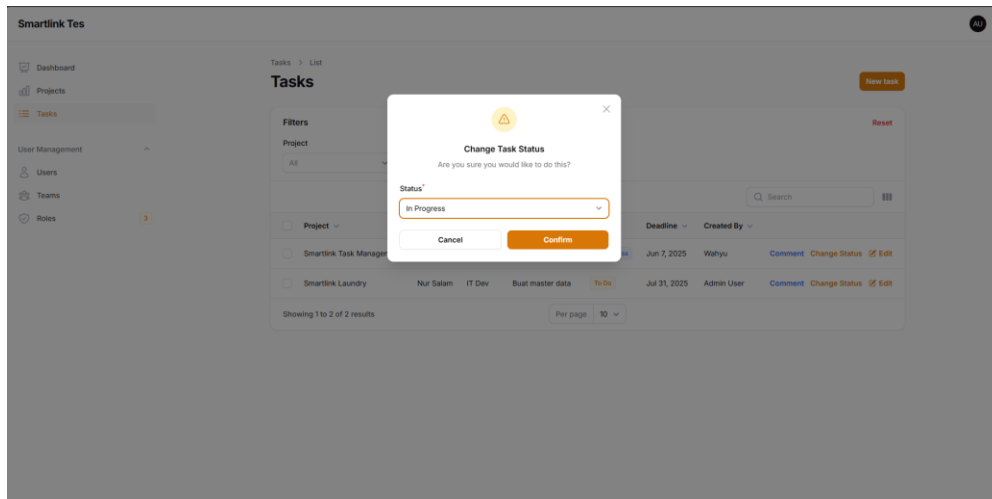 Smartlink Tes
AU
Dashboard
Projects
Tasks
User Management
Users
Teams
Roles
3
Tasks > List
Tasks
New task
Filters
Reset
Project
All
Search
Change Task Status
Are you sure you would like to do this?
Status*
In Progress
Cancel
Confirm
Project
Deadline
Created By
Smartlink Task Manager
Jun 7, 2025
Wahyu
Comment
Change Status
Edit
Smartlink Laundry
Nur Salam
IT Dev
Buat master data
To Do
Jul 31, 2025
Admin User
Comment
Change Status
Edit
Showing 1 to 2 of 2 results
Per page
10